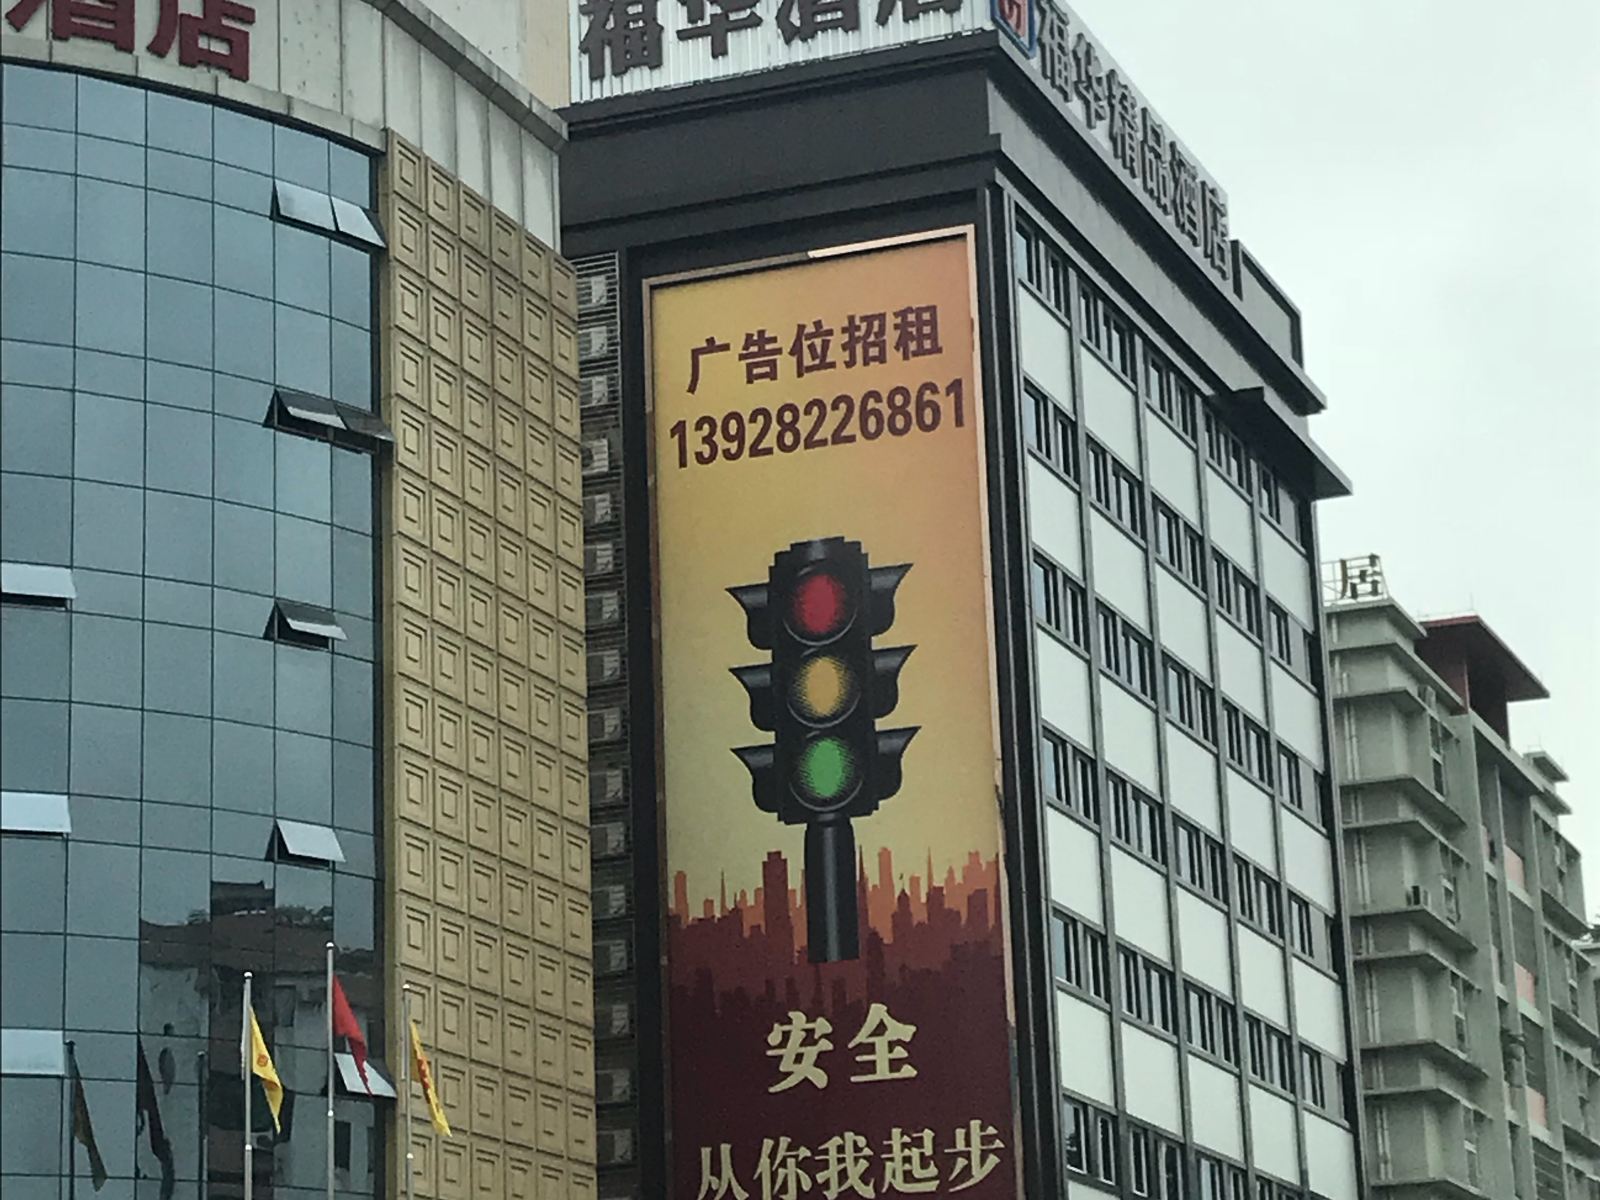 酒店
福华酒店
福华精品酒店
广告位招租
13928226861
安全
从你我起步
居